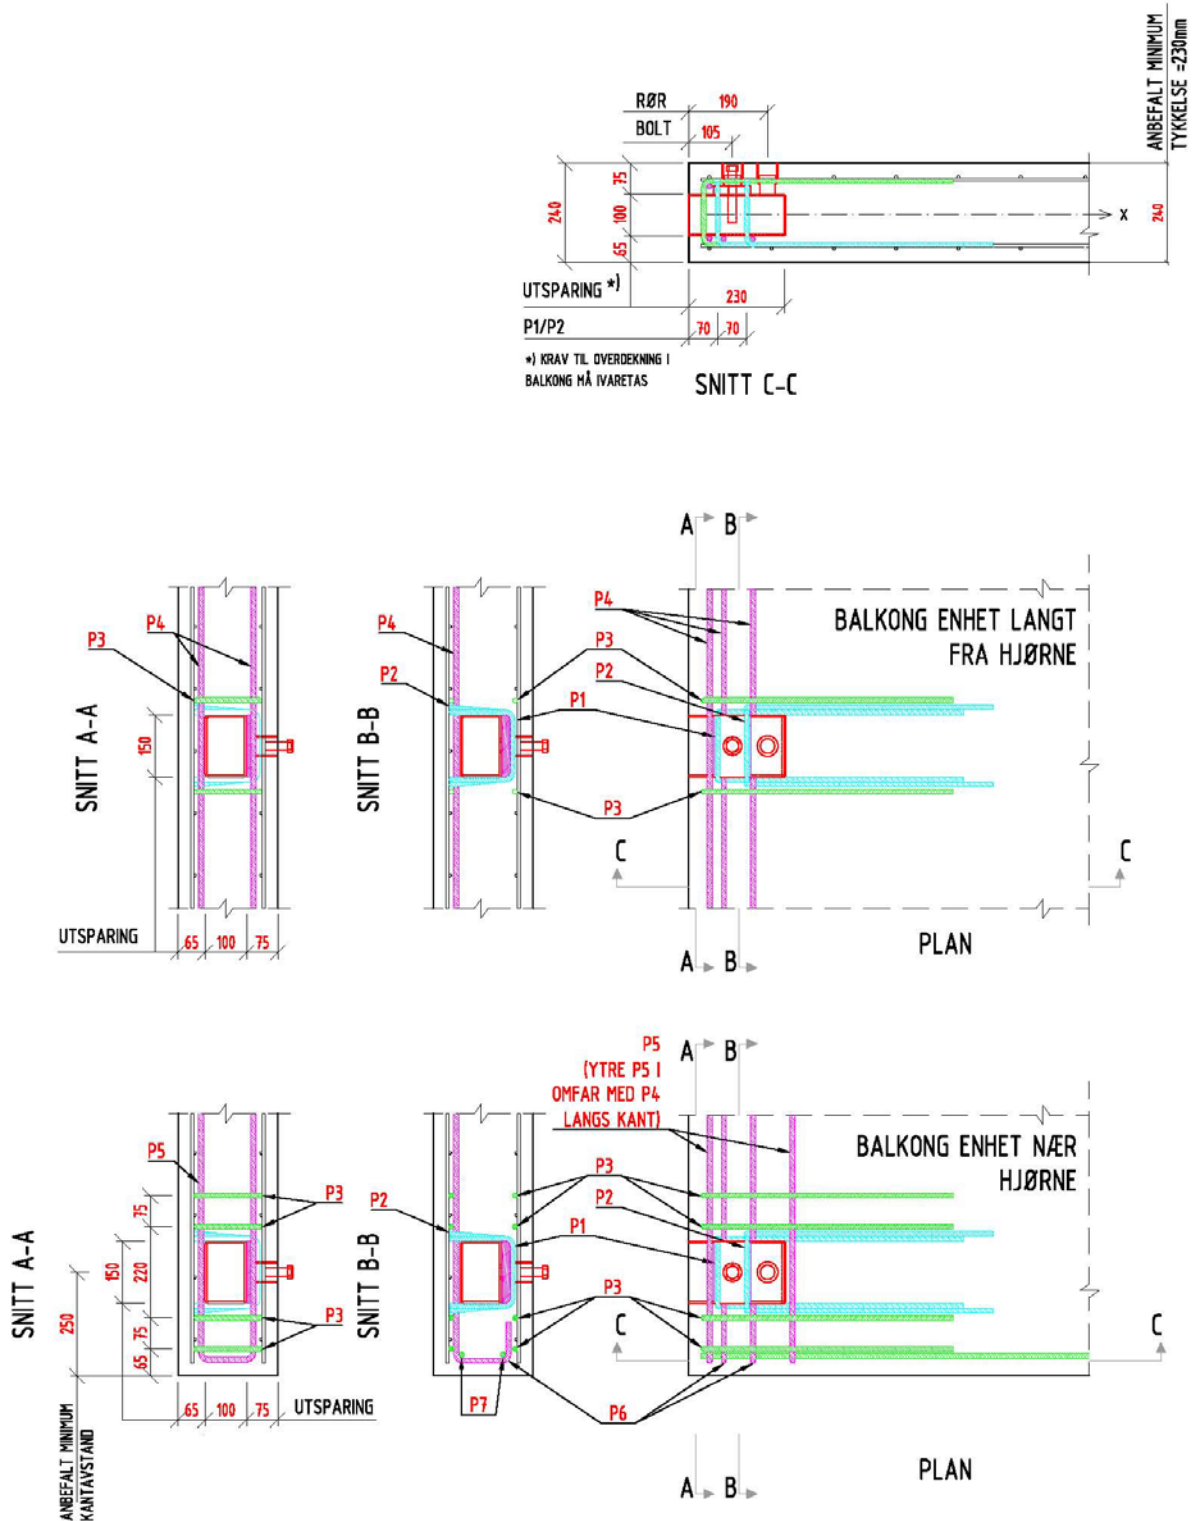 ANBEFALT MINIMUM
TYKKELSE =230mm
RØR
190
BOLT
105
240
75
100
65
X
240
UTSPARING *)
230
P1/P2
70
70
*) KRAV TIL OVERDEKNING I
BALKONG MÅ IVARETAS
SNITT C-C
A
B
P4
P3
150
SNITT A-A
UTSPARING
65
100
75
P4
P2
SNITT B-B
P4
P3
P2
P1
P3
BALKONG ENHET LANGT
FRA HJØRNE
C
C
A
B
PLAN
P5
(YTRE P5 I
OMFAR MED P4
LANGS KANT)
A
B
P5
P3
P3
75
150
220
75
65
250
SNITT A-A
ANBEFALT MINIMUM
KANTAVSTAND
65
100
75
UTSPARING
P2
SNITT B-B
P3
P2
P1
P3
P7
P6
BALKONG ENHET NÆR
HJØRNE
C
C
A
B
PLAN